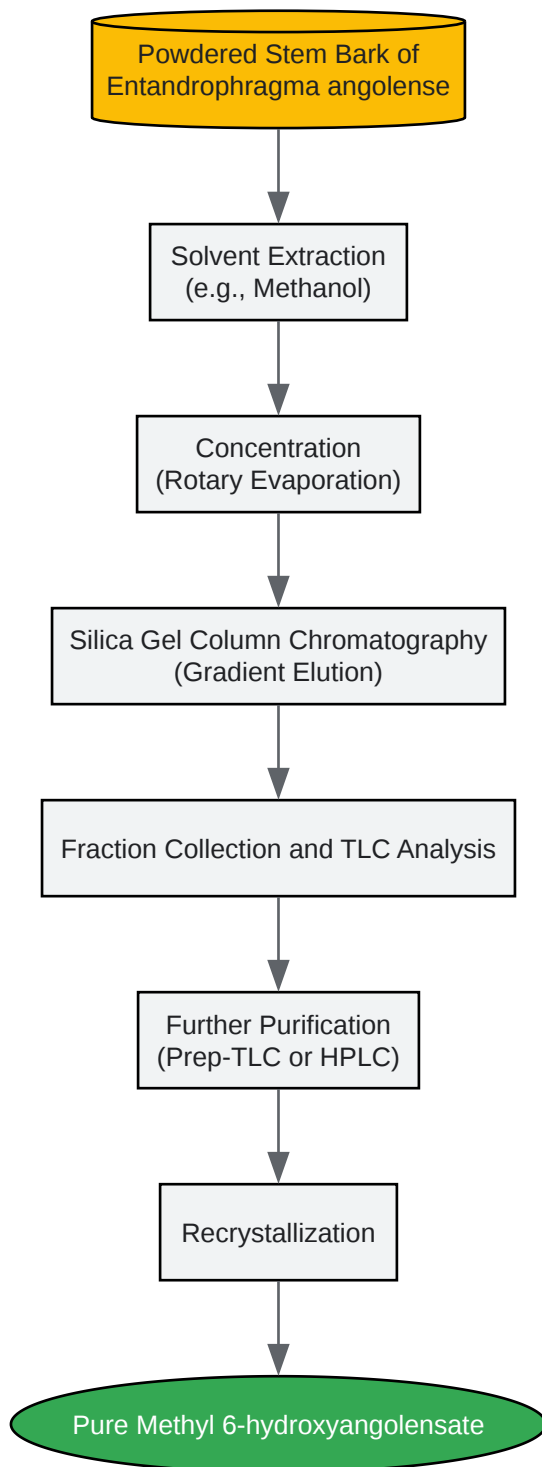 Powdered Stem Bark of
Entandrophragma angolense
Solvent Extraction
(e.g., Methanol)
Concentration
(Rotary Evaporation)
Silica Gel Column Chromatography
(Gradient Elution)
Fraction Collection and TLC Analysis
Further Purification
(Prep-TLC or HPLC)
Recrystallization
Pure Methyl 6-hydroxyangolensate